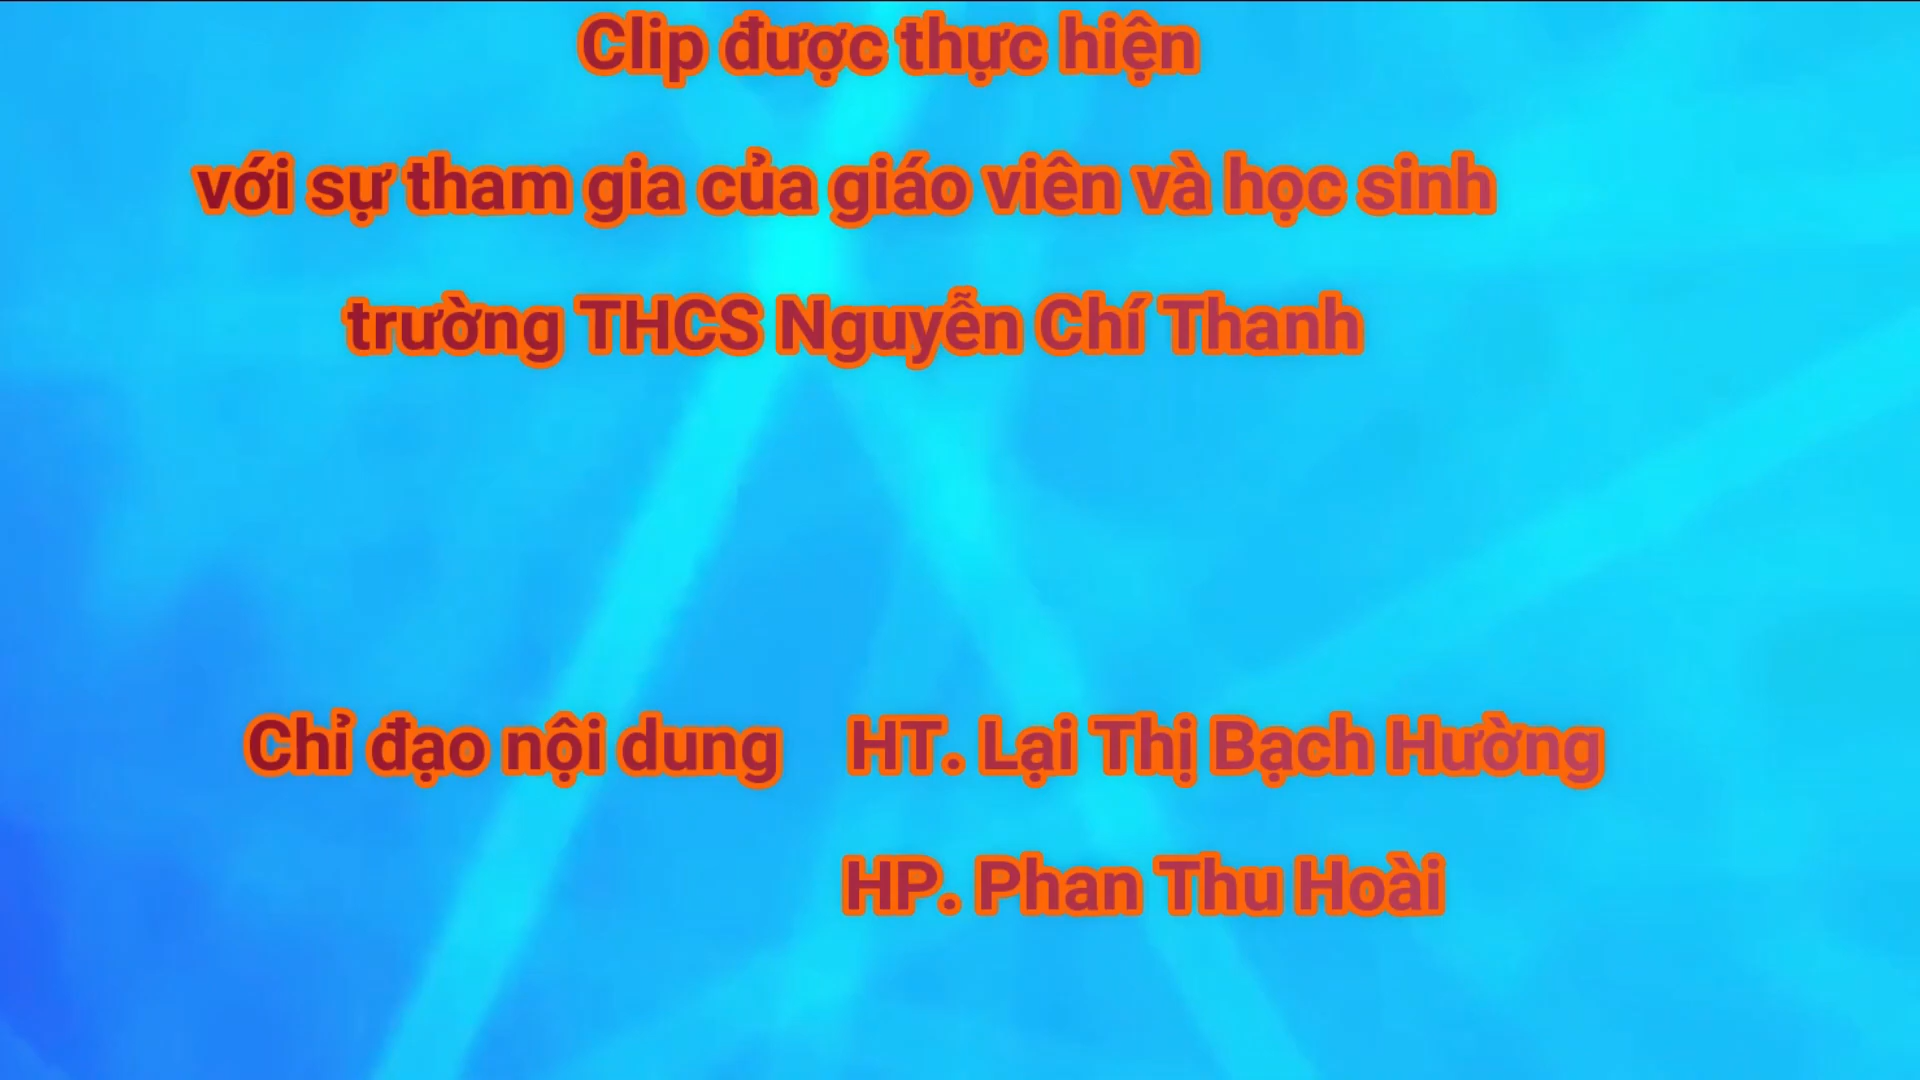 Clip được thực hiện
với sự tham gia của giáo viên và học sinh
trường THCS Nguyễn Chí Thanh
Chỉ đạo nội dung HT. Lại Thị Bạch Hường
HP. Phan Thu Hoài